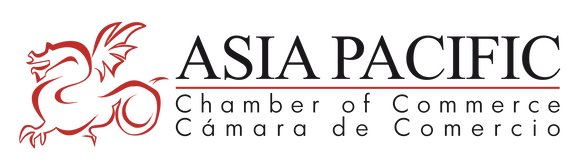 ASIA PACIFIC
Chamber of Commerce
Cámara de Comercio